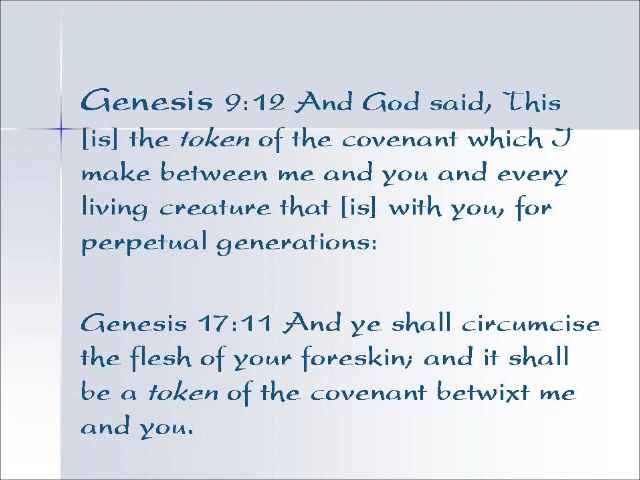 Genesis 9:12 And God said, This
[is] the token of the covenant which I
make between me and you and every
living creature that [is] with you, for
perpetual generations:
Genesis 17:11 And ye shall circumcise
the flesh of your foreskin; and it shall
be a token of the covenant betwixt me
and you.